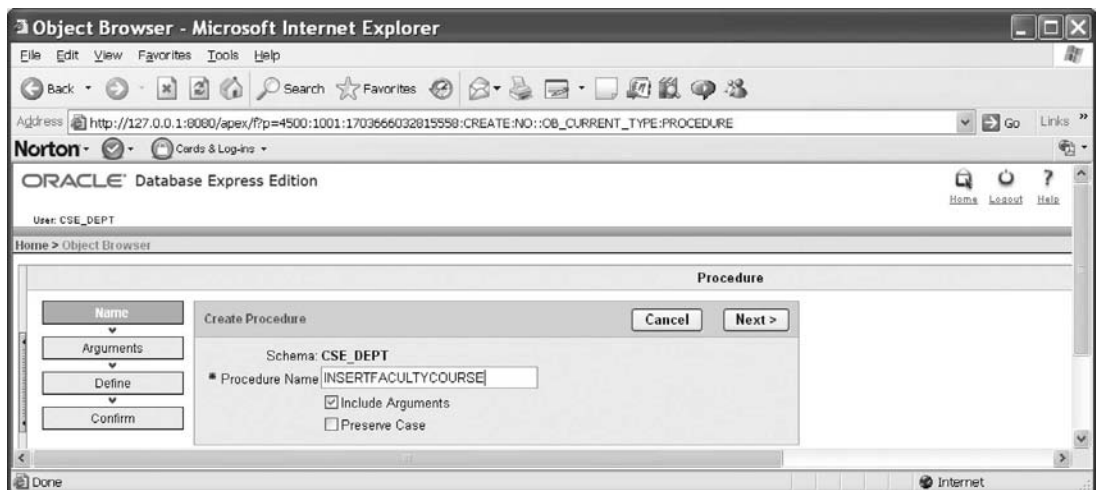 Object Browser - Microsoft Internet Explorer
File Edit View Favorites Tools Help
Back Search Favorites
Address http://127.0.0.1:8080/apex/f?p=4500:1001:1703666032815558:CREATE:NO::OB_CURRENT_TYPE:PROCEDURE Go Links »
Norton Cards & Log-ins
ORACLE Database Express Edition
Home Logout Help
User: CSE_DEPT
Home > Object Browser
Procedure
Name
Arguments
Define
Confirm
Create Procedure Cancel Next >
Schema: CSE_DEPT
* Procedure Name INSERTFACULTYCOURSE
Include Arguments
Preserve Case
Done Internet